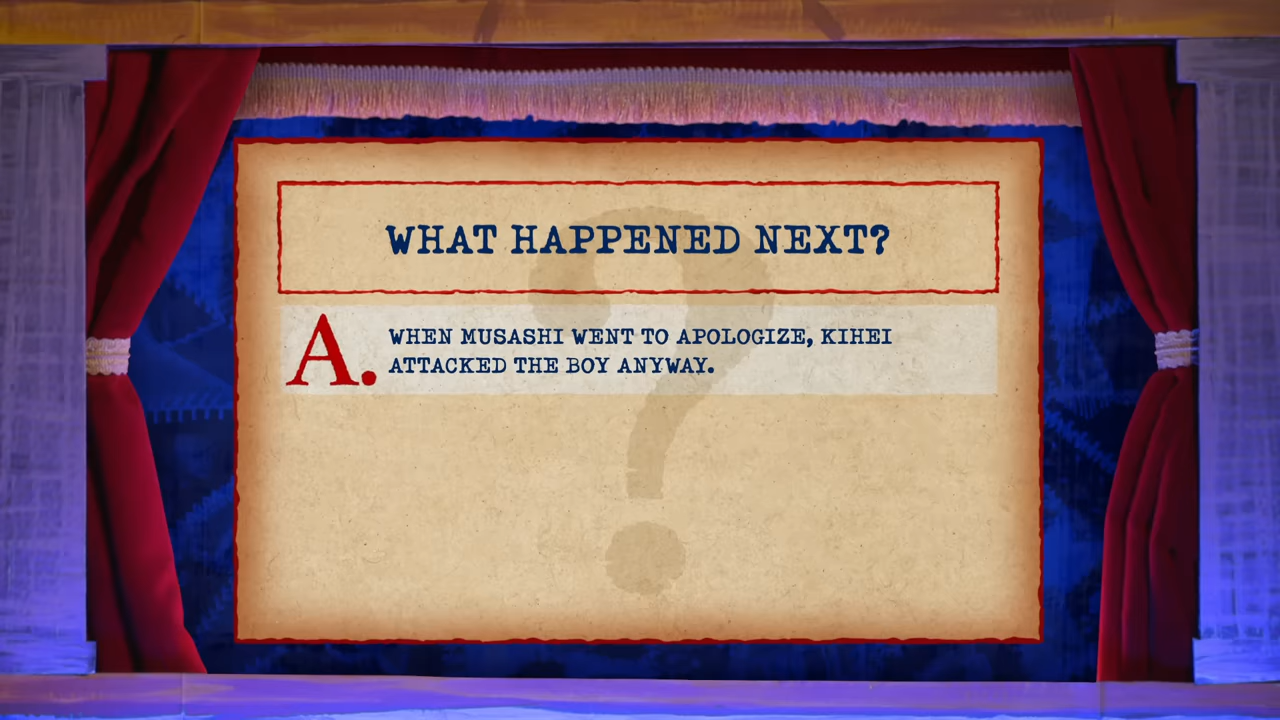 WHAT HAPPENED NEXT?
A. WHEN MUSASHI WENT TO APOLOGIZE, KIHEI
ATTACKED THE BOY ANYWAY.